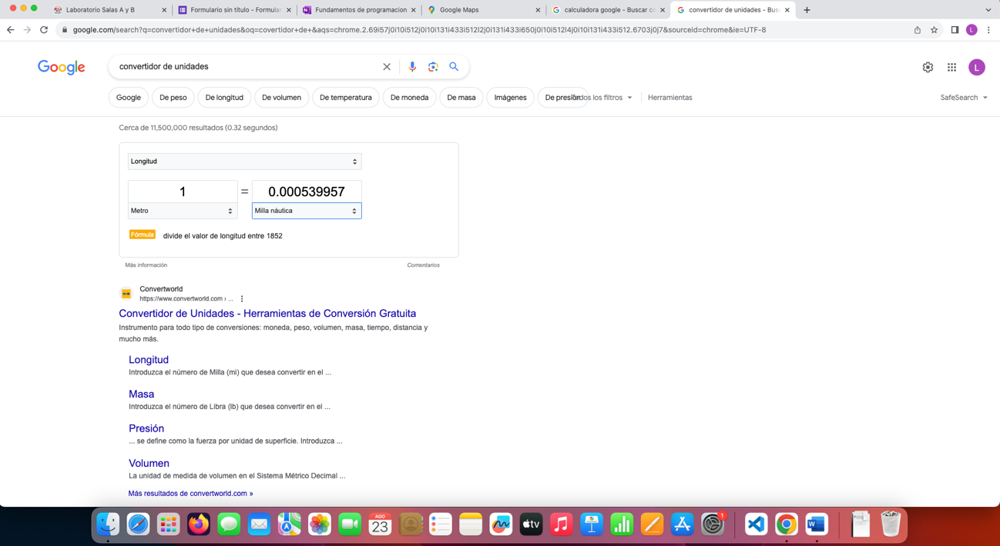 Laboratorio Salas A y B
Formulario sin título - Formular
Fundamentos de programacion
Google Maps
calculadora google - Buscar co
convertidor de unidades - Bus
google.com/search?q=convertidor+de+unidades&oq=covertidor+de+&aqs=chrome.2.69i57j0i10i512j0i10i131i433i512l2j0i131i433i650j0i10i512l4j0i10i131i433i512.6703j0j7&sourceid=chrome&ie=UTF-8
L
Google
convertidor de unidades
L
Google
De peso
De longitud
De volumen
De temperatura
De moneda
De masa
Imágenes
De presión
Todos los filtros
Herramientas
SafeSearch
Cerca de 11,500,000 resultados (0.32 segundos)
Longitud
1 = 0.000539957
Metro
Milla náutica
Fórmula divide el valor de longitud entre 1852
Más información
Comentarios
Convertworld
https://www.convertworld.com › ...
Convertidor de Unidades - Herramientas de Conversión Gratuita
Instrumento para todo tipo de conversiones: moneda, peso, volumen, masa, tiempo, distancia y
mucho más.
Longitud
Introduzca el número de Milla (mi) que desea convertir en el ...
Masa
Introduzca el número de Libra (lb) que desea convertir en el ...
Presión
... se define como la fuerza por unidad de superficie. Introduzca ...
Volumen
La unidad de medida de volumen en el Sistema Métrico Decimal ...
Más resultados de convertworld.com »
AGO
23
tv
1
W